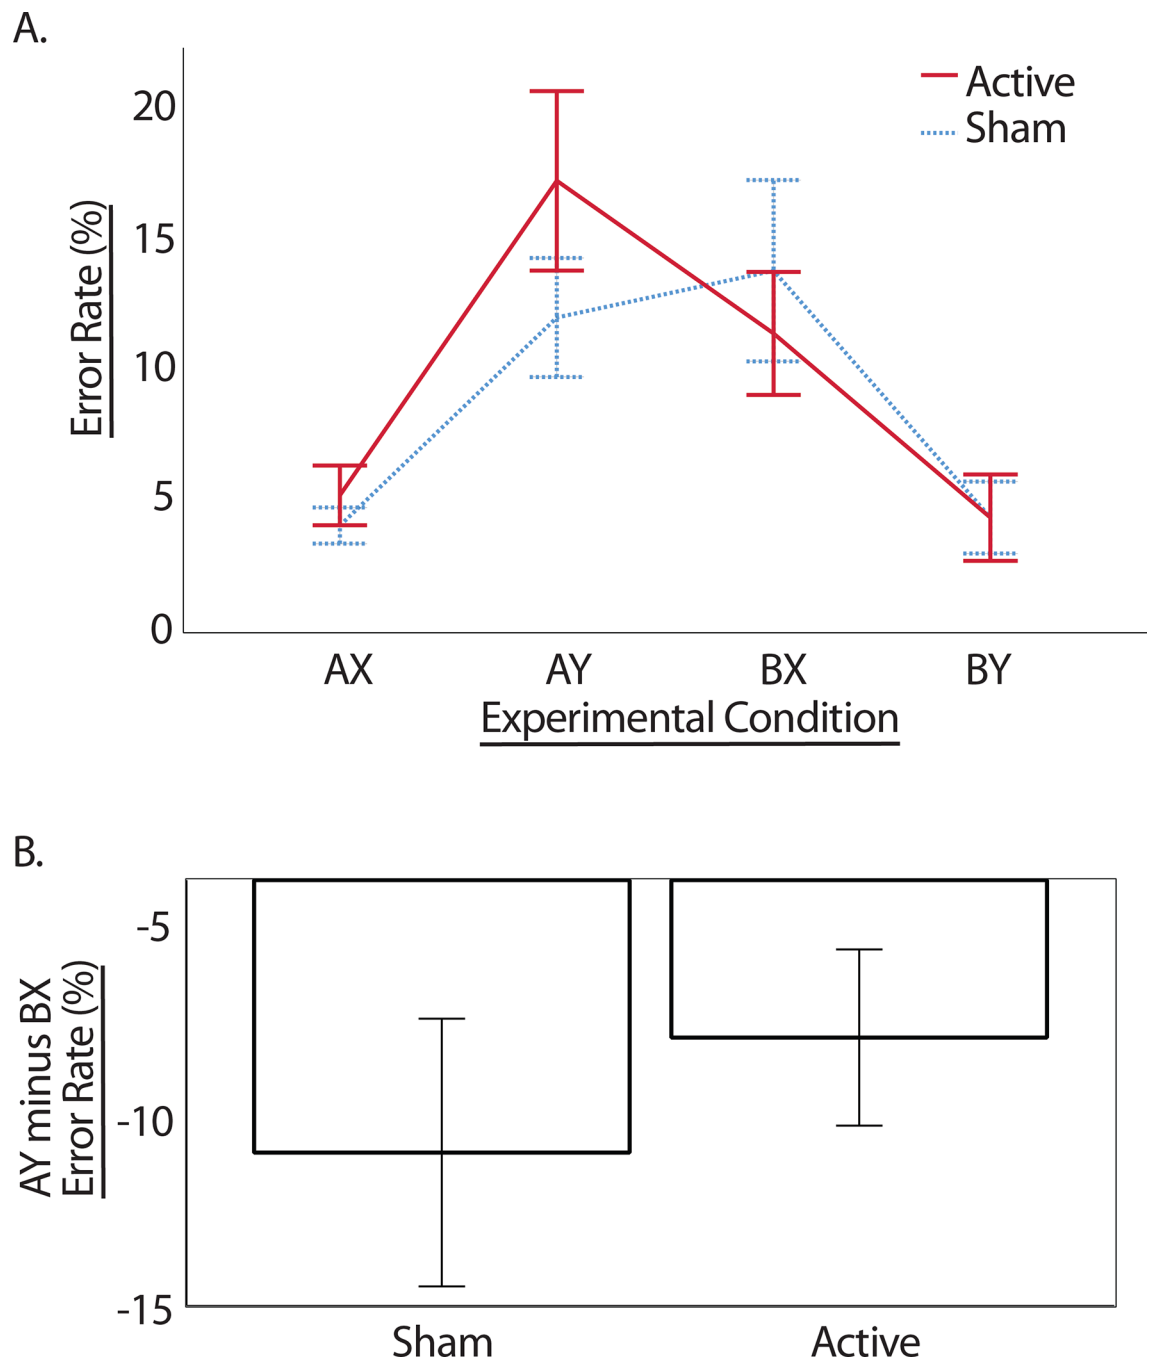 A.
Active
Sham
20
15
10
5
0
Error Rate (%)
AX AY BX BY
Experimental Condition
B.
-5
-10
-15
AY minus BX
Error Rate (%)
Sham Active